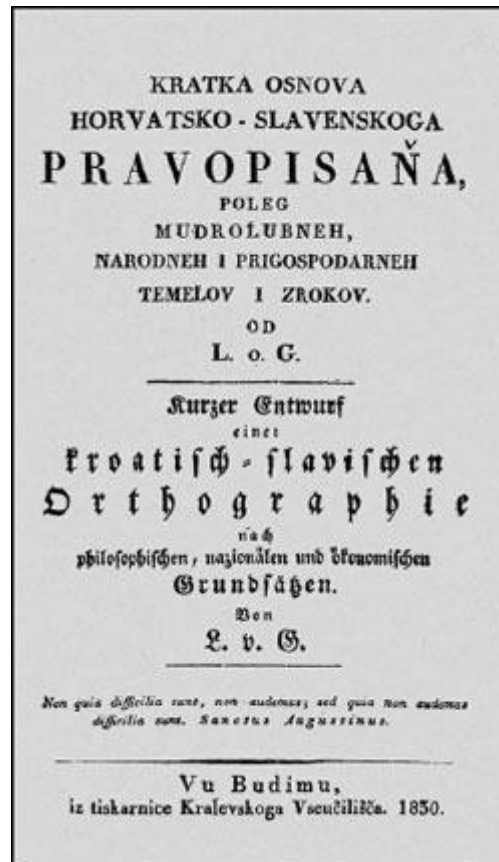 KRATKA OSNOVA
HORVATSKO - SLAVENSKOGA
PRAVOPISAŇA,
POLEG
MUDROĽUBNEH,
NARODNEH I PRIGOSPODARNEH
TEMEĽOV I ZROKOV.
OD
L. o. G.
Kurzer Entwurf
einer
kroatisch-slavischen
Orthographie
nach
philosophischen, nazionälen und ökonomischen
Grundsätzen.
Von
L. v. G.
Non quia difficilia sunt, non audemus; sed quia non audemus
difficilia sunt. Sanctus Augustinus.
Vu Budimu,
iz tiskarnice Kralevskoga Vseučilišča. 1830.